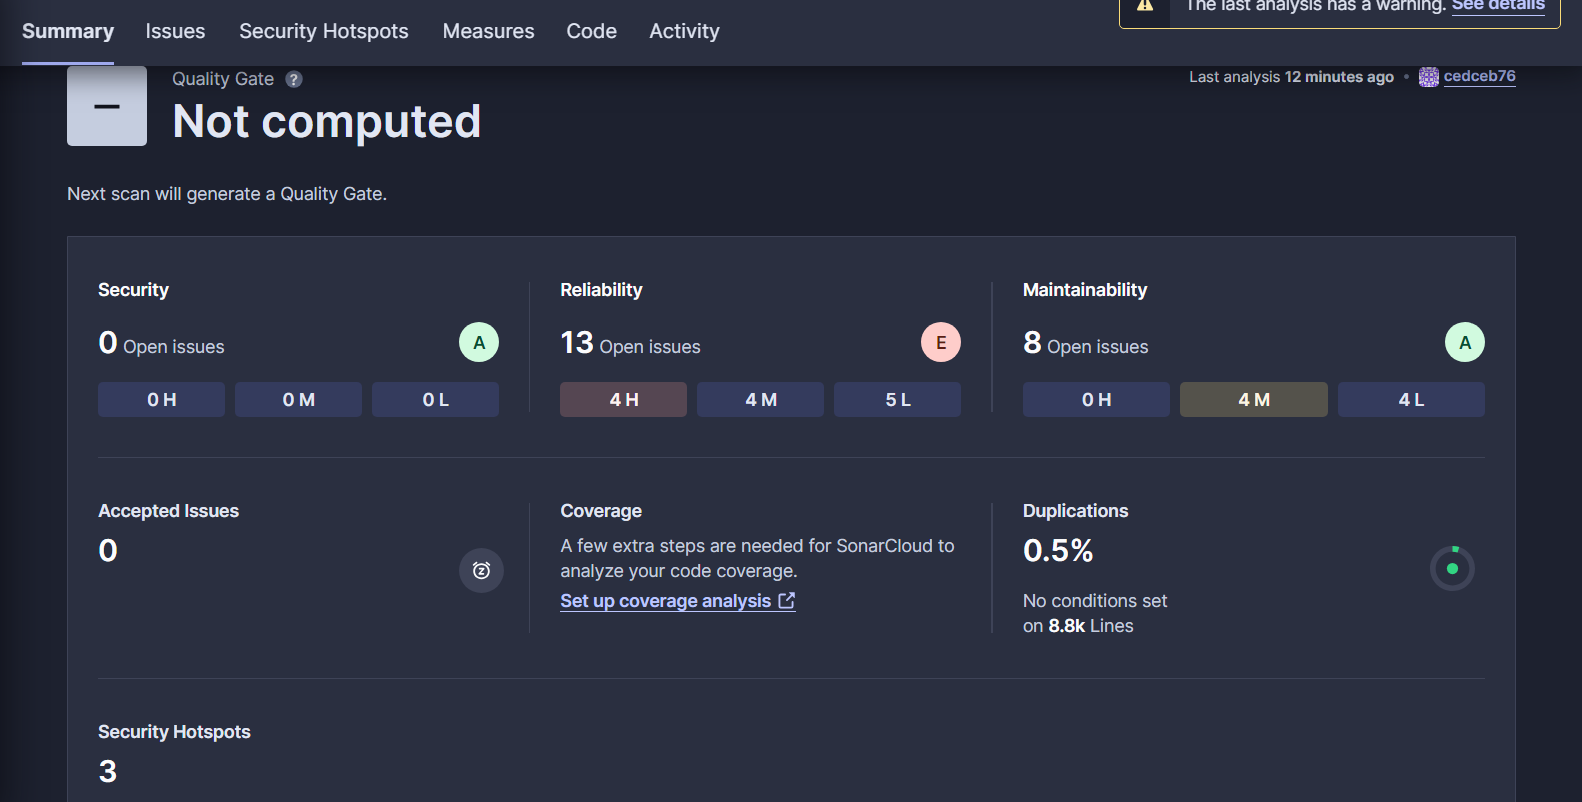 The last analysis has a warning. See details
Summary Issues Security Hotspots Measures Code Activity
Quality Gate ?
Last analysis 12 minutes ago • cedceb76
Not computed
Next scan will generate a Quality Gate.
Security
0 Open issues
A
0 H 0 M 0 L
Reliability
13 Open issues
E
4 H 4 M 5 L
Maintainability
8 Open issues
A
0 H 4 M 4 L
Accepted Issues
0
Coverage
A few extra steps are needed for SonarCloud to
analyze your code coverage.
Set up coverage analysis
Duplications
0.5%
No conditions set
on 8.8k Lines
Security Hotspots
3